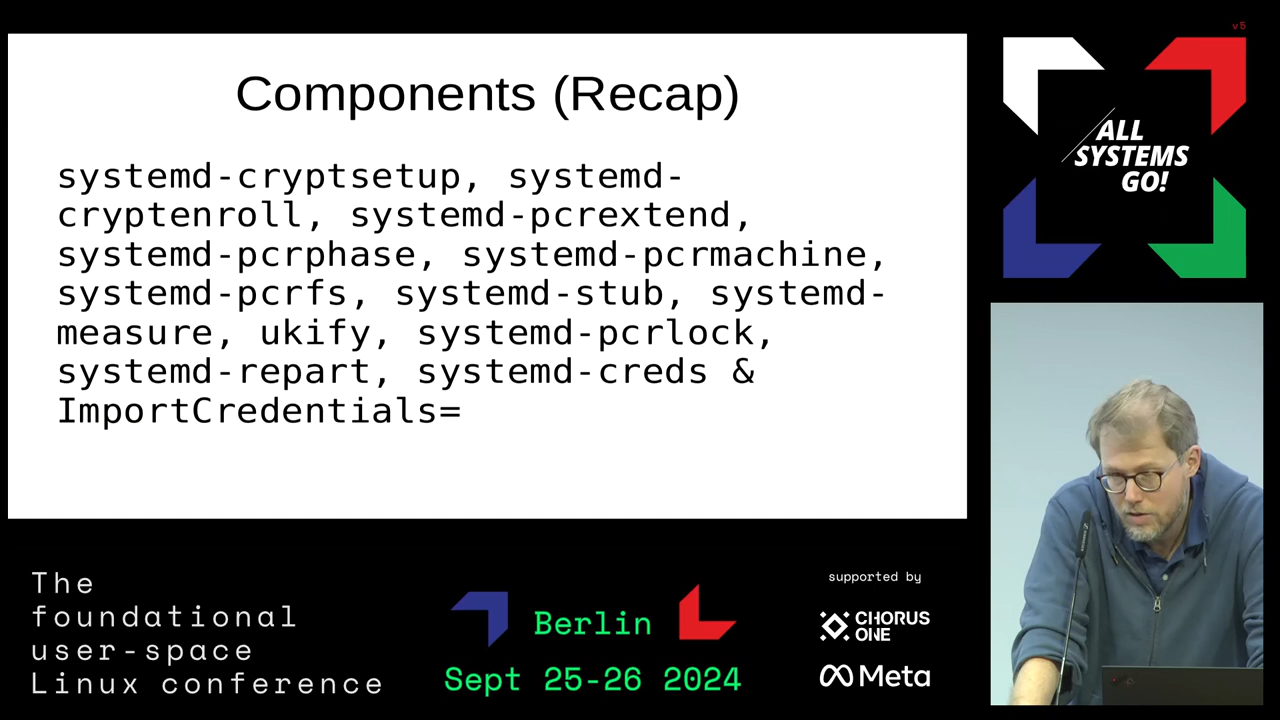 Components (Recap)
systemd-cryptsetup, systemd-
cryptenroll, systemd-pcrextend,
systemd-pcrphase, systemd-pcrmachine,
systemd-pcrfs, systemd-stub, systemd-
measure, ukify, systemd-pcrlock,
systemd-repart, systemd-creds &
ImportCredentials=
v5
ALL
SYSTEMS
GO!
The
foundational
user-space
Linux conference
Berlin
Sept 25-26 2024
supported by
CHORUS
ONE
Meta